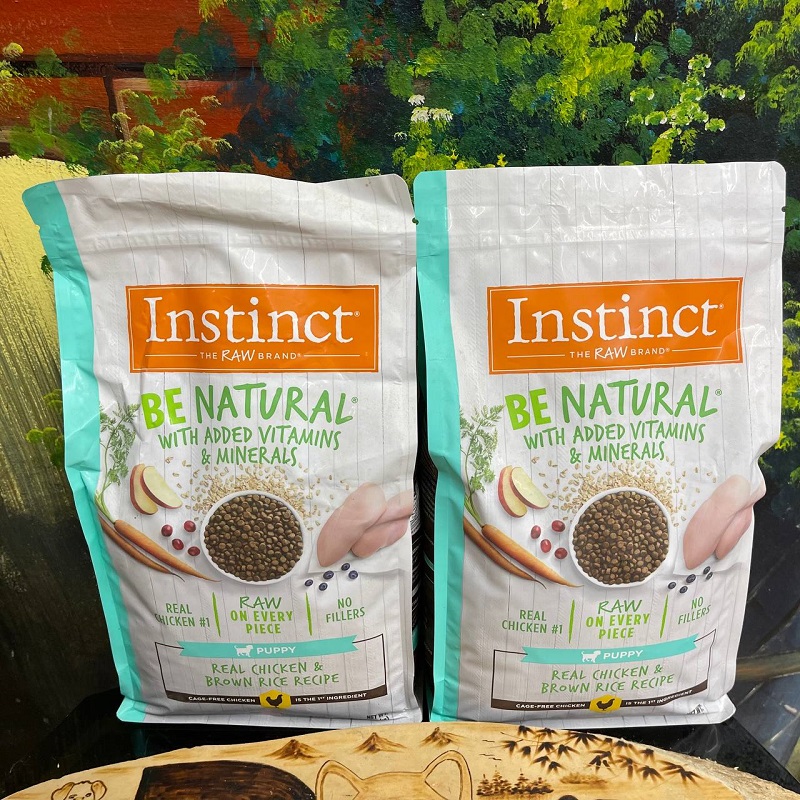 Instinct®
THE RAW BRAND®
BE NATURAL®
WITH ADDED VITAMINS
& MINERALS
REAL
CHICKEN #1
RAW
ON EVERY
PIECE
NO
FILLERS
PUPPY
REAL CHICKEN &
BROWN RICE RECIPE
CAGE-FREE CHICKEN IS THE 1ST INGREDIENT
Instinct®
THE RAW BRAND®
BE NATURAL®
WITH ADDED VITAMINS
& MINERALS
REAL
CHICKEN #1
RAW
ON EVERY
PIECE
NO
FILLERS
PUPPY
REAL CHICKEN &
BROWN RICE RECIPE
CAGE-FREE CHICKEN IS THE 1ST INGREDIENT